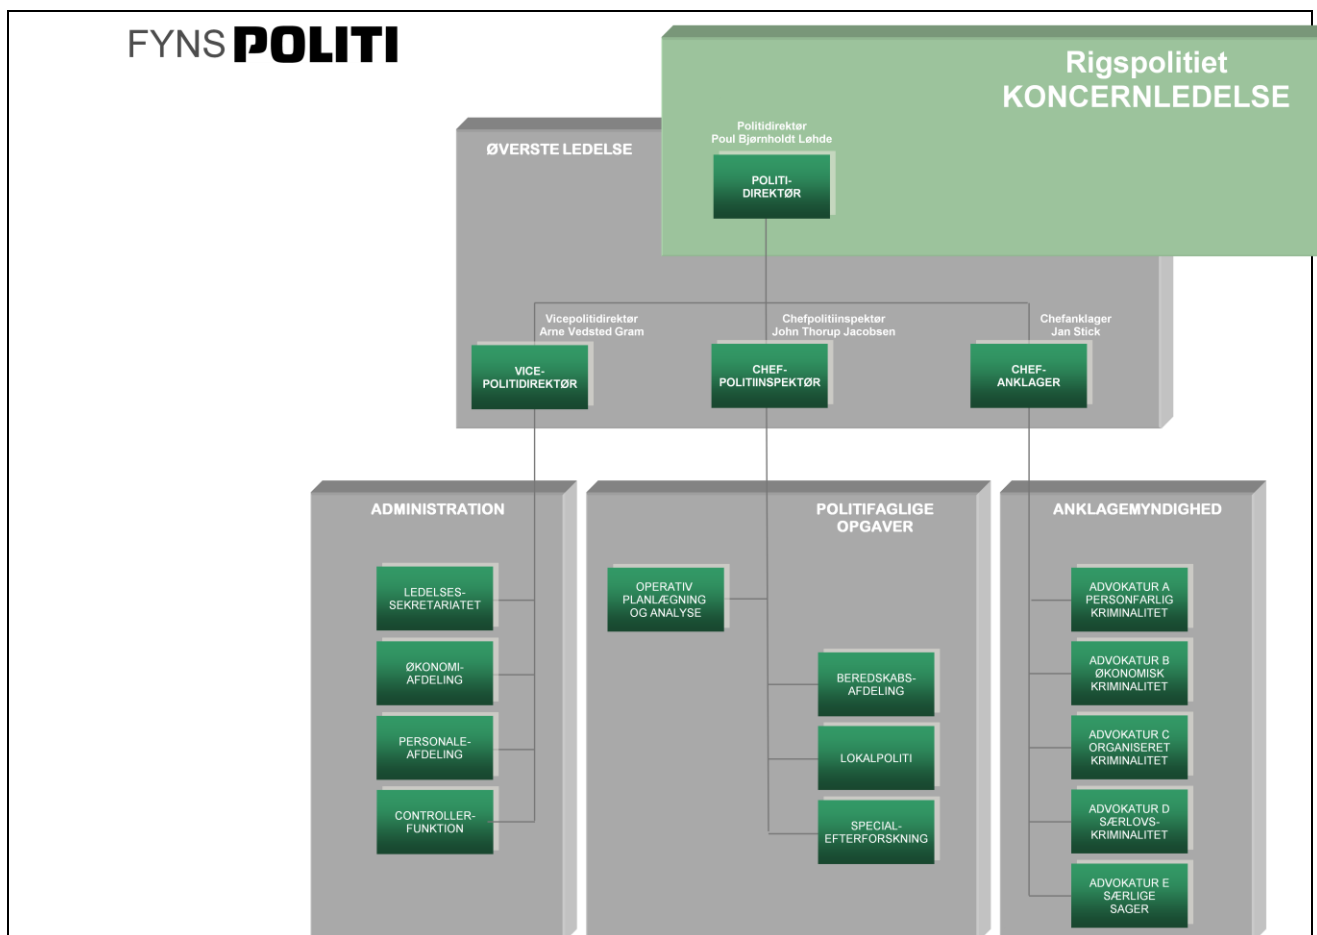 FYNS POLITI
Rigspolitiet
KONCERNLEDELSE
Politidirektør
Poul Bjørnholdt Løhde
ØVERSTE LEDELSE
POLITI-
DIREKTØR
Vicepolitidirektør
Arne Vedsted Gram
Chefpolitiinspektør
John Thorup Jacobsen
Chefanklager
Jan Stick
VICE-
POLITIDIREKTØR
CHEF-
POLITIINSPEKTØR
CHEF-
ANKLAGER
ADMINISTRATION
LEDELSES-
SEKRETARIATET
ØKONOMI-
AFDELING
PERSONALE-
AFDELING
CONTROLLER-
FUNKTION
POLITIFAGLIGE
OPGAVER
OPERATIV
PLANLÆGNING
OG ANALYSE
BEREDSKABS-
AFDELING
LOKALPOLITI
SPECIAL-
EFTERFORSKNING
ANKLAGEMYNDIGHED
ADVOKATUR A
PERSONFARLIG
KRIMINALITET
ADVOKATUR B
ØKONOMISK
KRIMINALITET
ADVOKATUR C
ORGANISERET
KRIMINALITET
ADVOKATUR D
SÆRLOVS-
KRIMINALITET
ADVOKATUR E
SÆRLIGE
SAGER